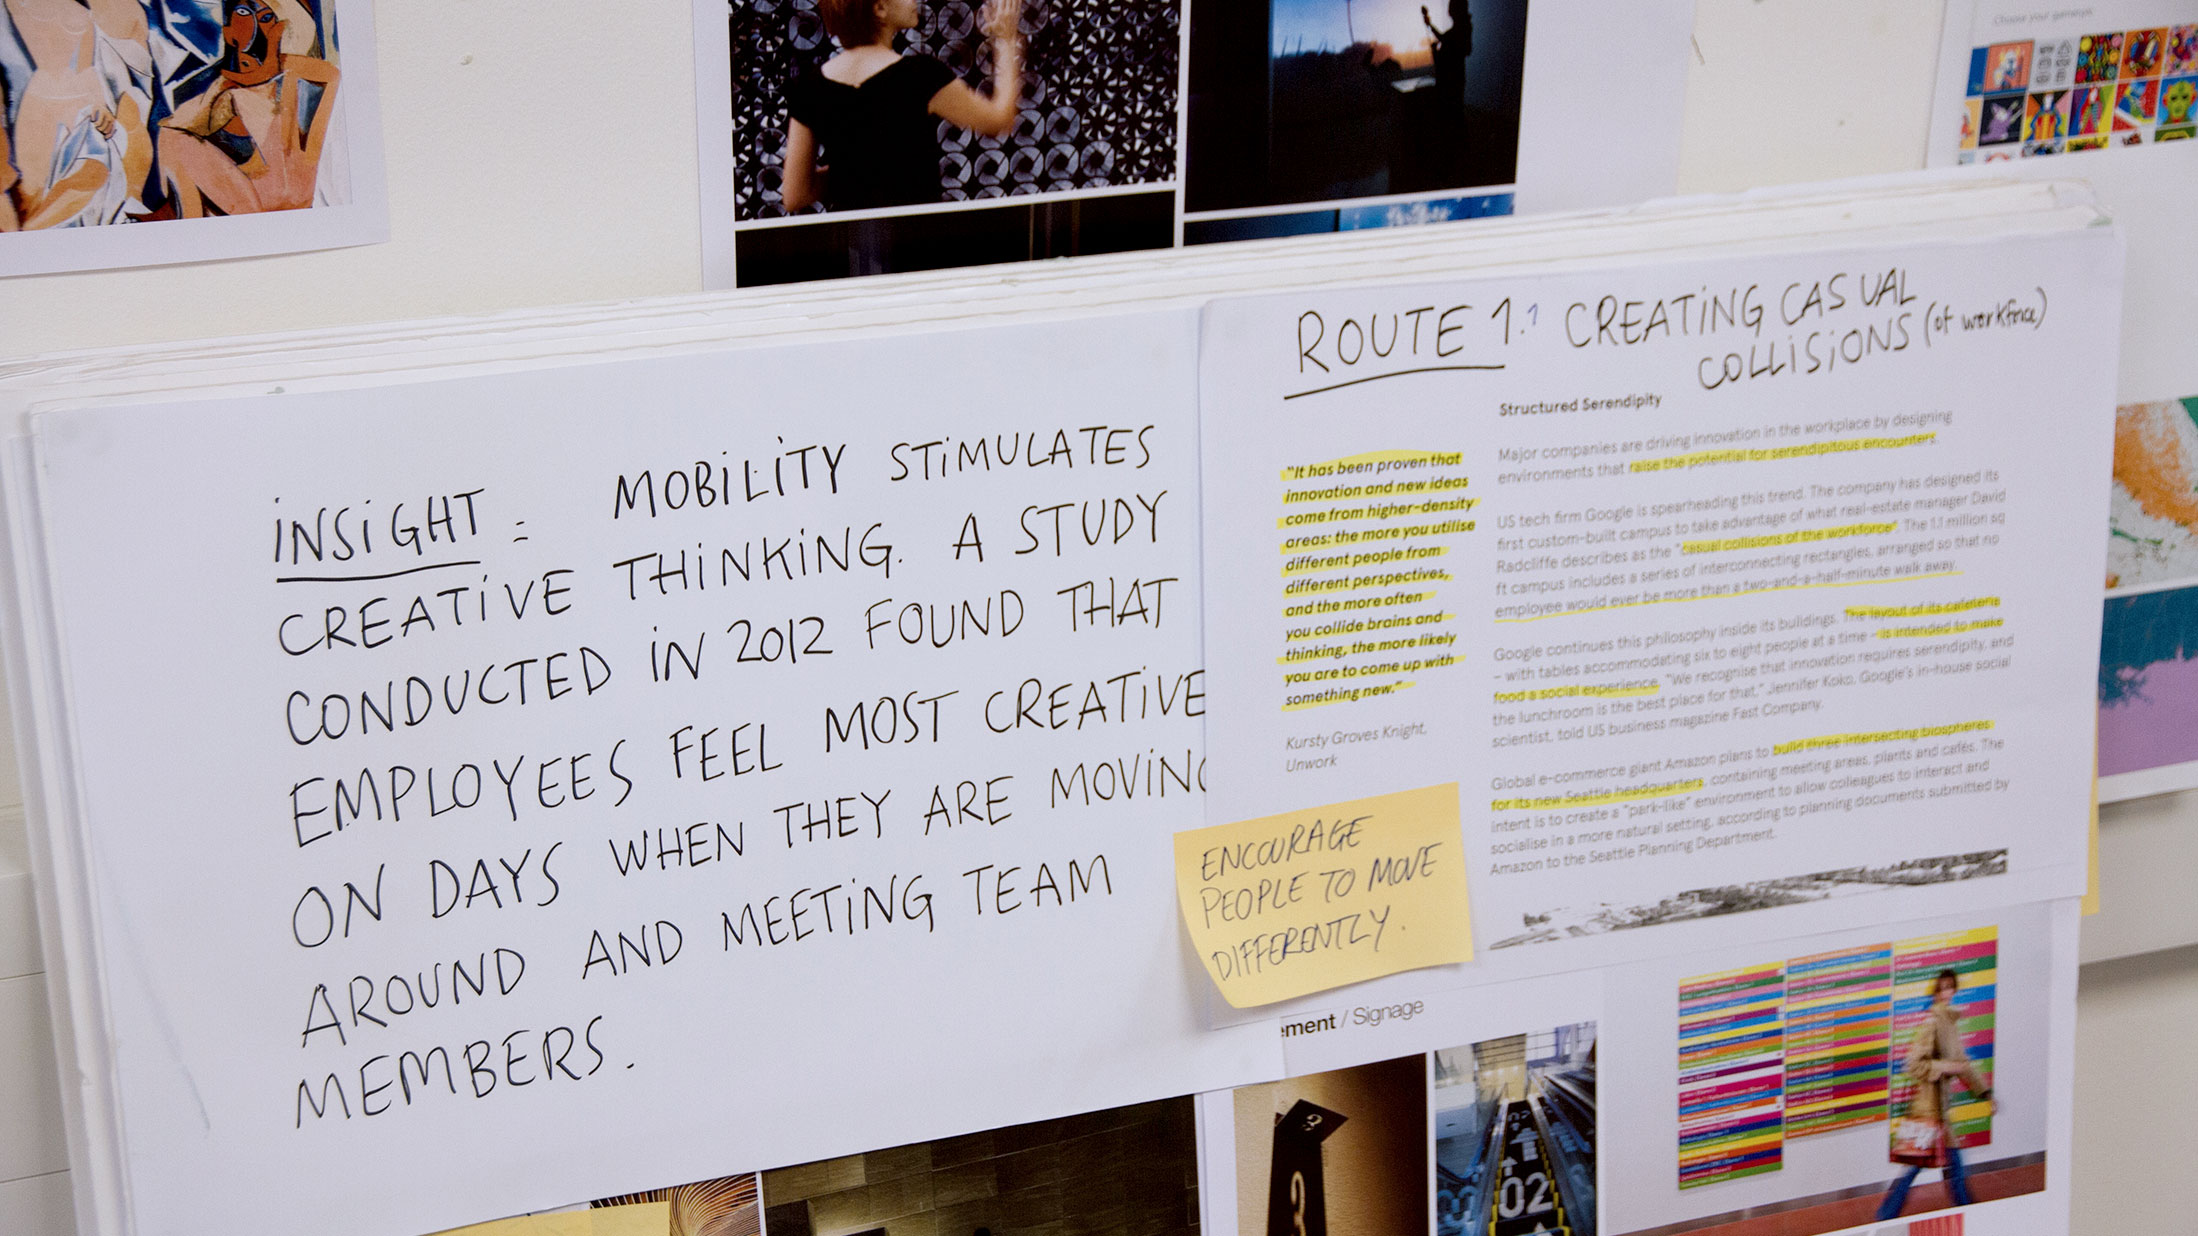 Choose your gameys
INSIGHT: MOBILITY STIMULATES
CREATIVE THINKING. A STUDY
CONDUCTED IN 2012 FOUND THAT
EMPLOYEES FEEL MOST CREATIVE
ON DAYS WHEN THEY ARE MOVING
AROUND AND MEETING TEAM
MEMBERS.
ROUTE 1.1 CREATING CASUAL
COLLISIONS (of workforce)
"It has been proven that
innovation and new ideas
come from higher-density
areas: the more you utilise
different people from
different perspectives,
and the more often
you collide brains and
thinking, the more likely
you are to come up with
something new."
Kursty Groves Knight,
Unwork
Structured Serendipity
Major companies are driving innovation in the workplace by designing
environments that raise the potential for serendipitous encounters.
US tech firm Google is spearheading this trend. The company has designed its
first custom-built campus to take advantage of what real-estate manager David
Radcliffe describes as the "casual collisions of the workforce". The 1.1 million sq
ft campus includes a series of interconnecting rectangles, arranged so that no
employee would ever be more than a two-and-a-half-minute walk away.
Google continues this philosophy inside its buildings. The layout of its cafeteria
– with tables accommodating six to eight people at a time – is intended to make
food a social experience. "We recognise that innovation requires serendipity, and
the lunchroom is the best place for that," Jennifer Koko, Google's in-house social
scientist, told US business magazine Fast Company.
Global e-commerce giant Amazon plans to build three intersecting biospheres
for its new Seattle headquarters, containing meeting areas, plants and cafés. The
intent is to create a "park-like" environment to allow colleagues to interact and
socialise in a more natural setting, according to planning documents submitted by
Amazon to the Seattle Planning Department.
ENCOURAGE
PEOPLE TO MOVE
DIFFERENTLY.
ement / Signage
3
3
02